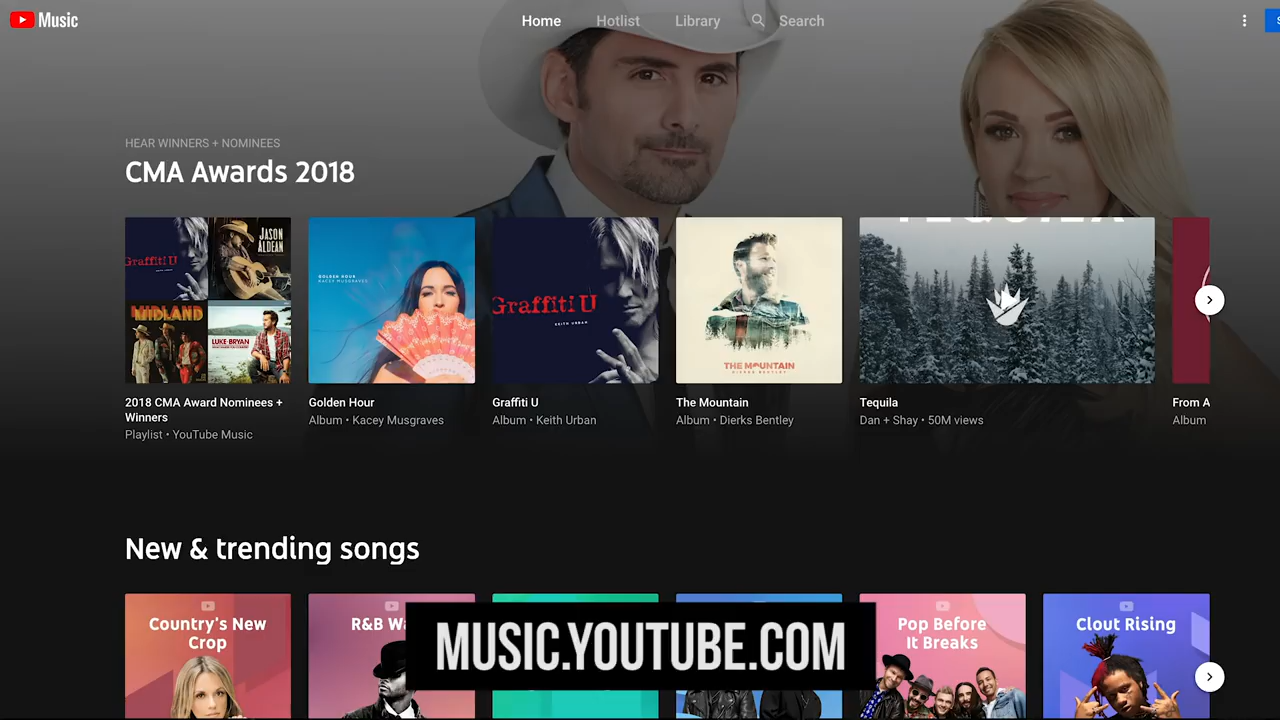 Music
Home
Hotlist
Library
Search
HEAR WINNERS + NOMINEES
CMA Awards 2018
Graffiti U
JASON
ALDEAN
MIDLAND
LUKE BRYAN
GOLDEN HOUR
KACEY MUSGRAVES
Graffiti U
KEITH URBAN
THE MOUNTAIN
DIERKS BENTLEY
TEQUILA
2018 CMA Award Nominees +
Winners
Playlist • YouTube Music
Golden Hour
Album • Kacey Musgraves
Graffiti U
Album • Keith Urban
The Mountain
Album • Dierks Bentley
Tequila
Dan + Shay • 50M views
From A
Album
New & trending songs
Country's New
Crop
R&B W
Pop Before
It Breaks
Clout Rising
MUSIC.YOUTUBE.COM